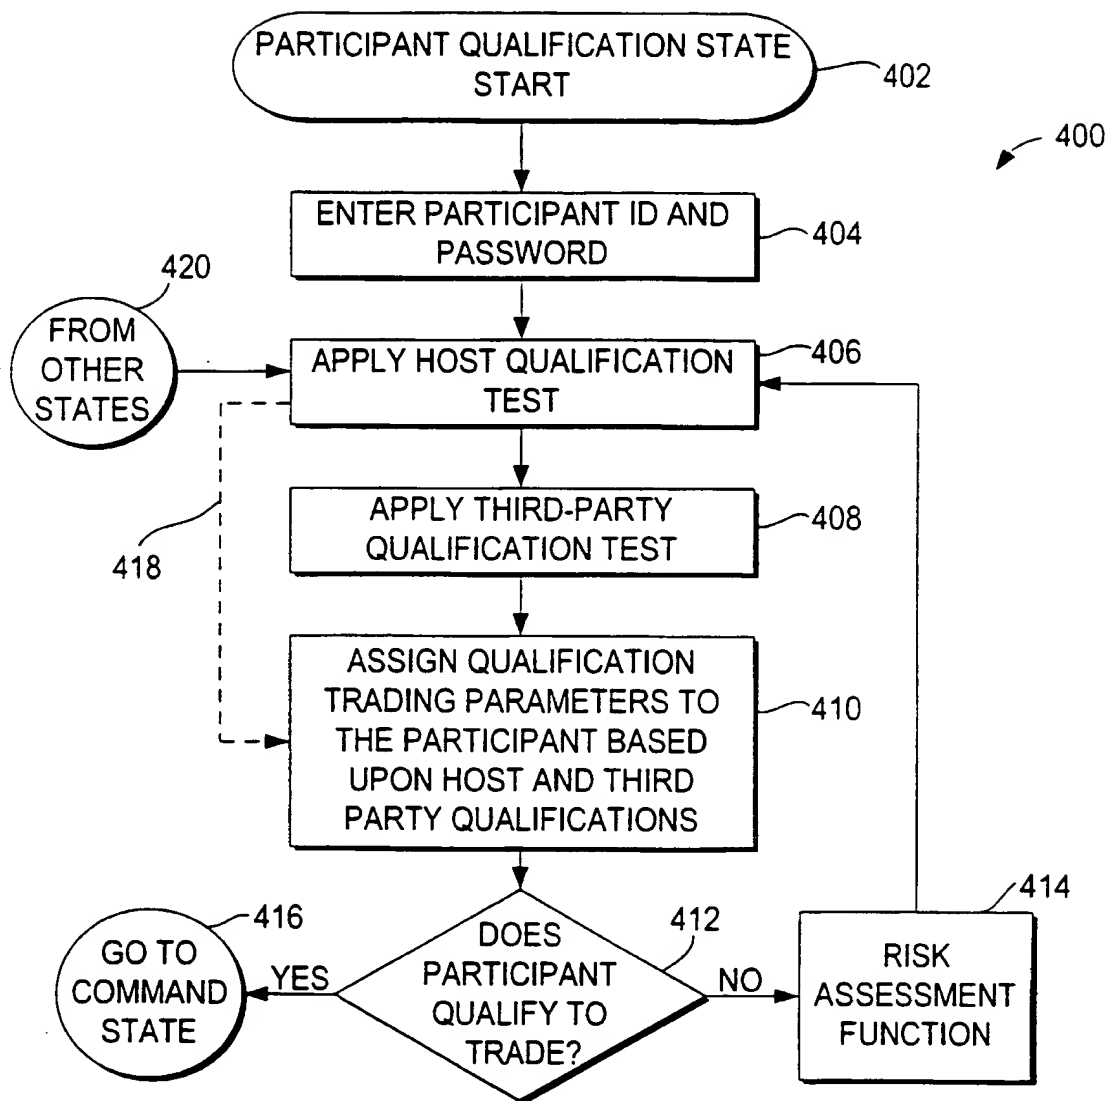 PARTICIPANT QUALIFICATION STATE
START
402
400
ENTER PARTICIPANT ID AND
PASSWORD
404
420
FROM
OTHER
STATES
APPLY HOST QUALIFICATION
TEST
406
418
APPLY THIRD-PARTY
QUALIFICATION TEST
408
ASSIGN QUALIFICATION
TRADING PARAMETERS TO
THE PARTICIPANT BASED
UPON HOST AND THIRD
PARTY QUALIFICATIONS
410
416
GO TO
COMMAND
STATE
YES
DOES
PARTICIPANT
QUALIFY TO
TRADE?
412
NO
414
RISK
ASSESSMENT
FUNCTION